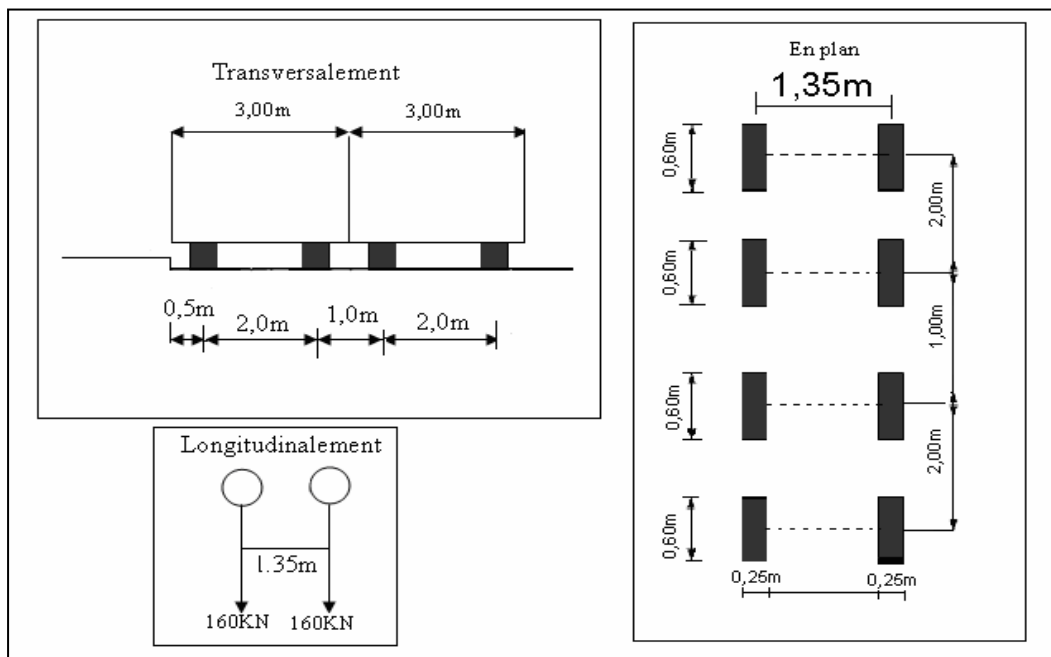 Transversalement
3,00m 3,00m
0,5m
2,0m
1,0m
2,0m
Longitudinalement
1.35m
160KN 160KN
En plan
1,35m
0,60m
2,00m
0,60m
1,00m
0,60m
2,00m
0,60m
0,25m 0,25m